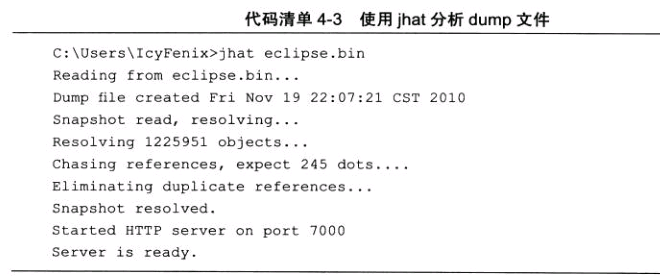 代码清单 4-3 使用 jhat 分析 dump 文件
C:\Users\IcyFenix>jhat eclipse.bin
Reading from eclipse.bin...
Dump file created Fri Nov 19 22:07:21 CST 2010
Snapshot read, resolving...
Resolving 1225951 objects...
Chasing references, expect 245 dots....
Eliminating duplicate references...
Snapshot resolved.
Started HTTP server on port 7000
Server is ready.